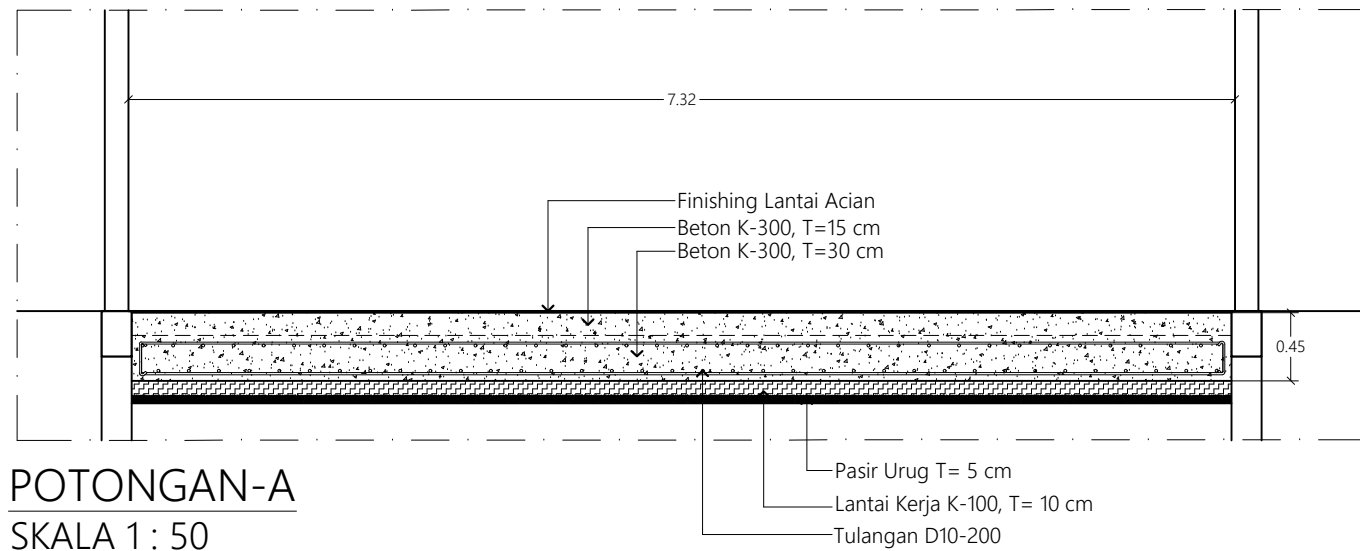 7.32
Finishing Lantai Acian
Beton K-300, T=15 cm
Beton K-300, T=30 cm
0.45
Pasir Urug T= 5 cm
Lantai Kerja K-100, T= 10 cm
Tulangan D10-200
POTONGAN-A
SKALA 1 : 50